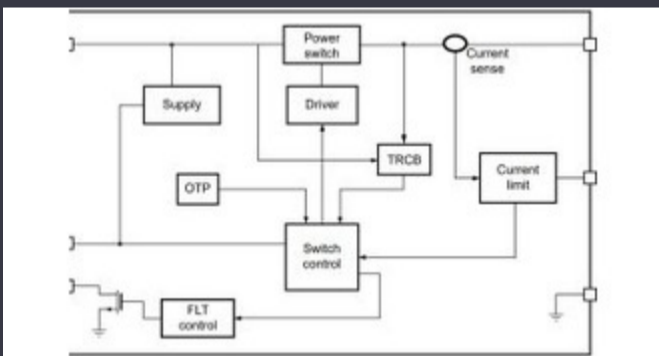 Power
switch
Current
sense
Supply
Driver
TRCB
Current
limit
OTP
Switch
control
FLT
control